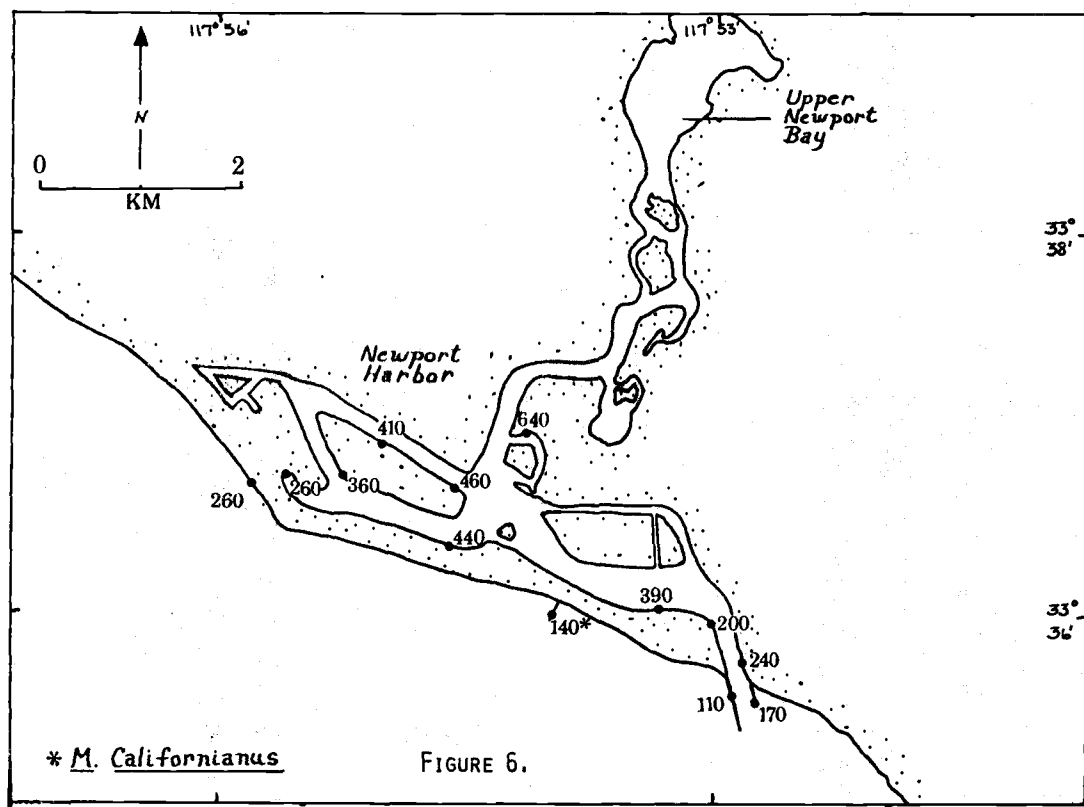 117° 56'
117° 53'
N
0 2
KM
Upper
Newport
Bay
33°
38'
Newport
Harbor
410
640
260
260
360
460
440
390
140*
200
33°
36'
240
110
170
* M. Californianus
FIGURE 6.